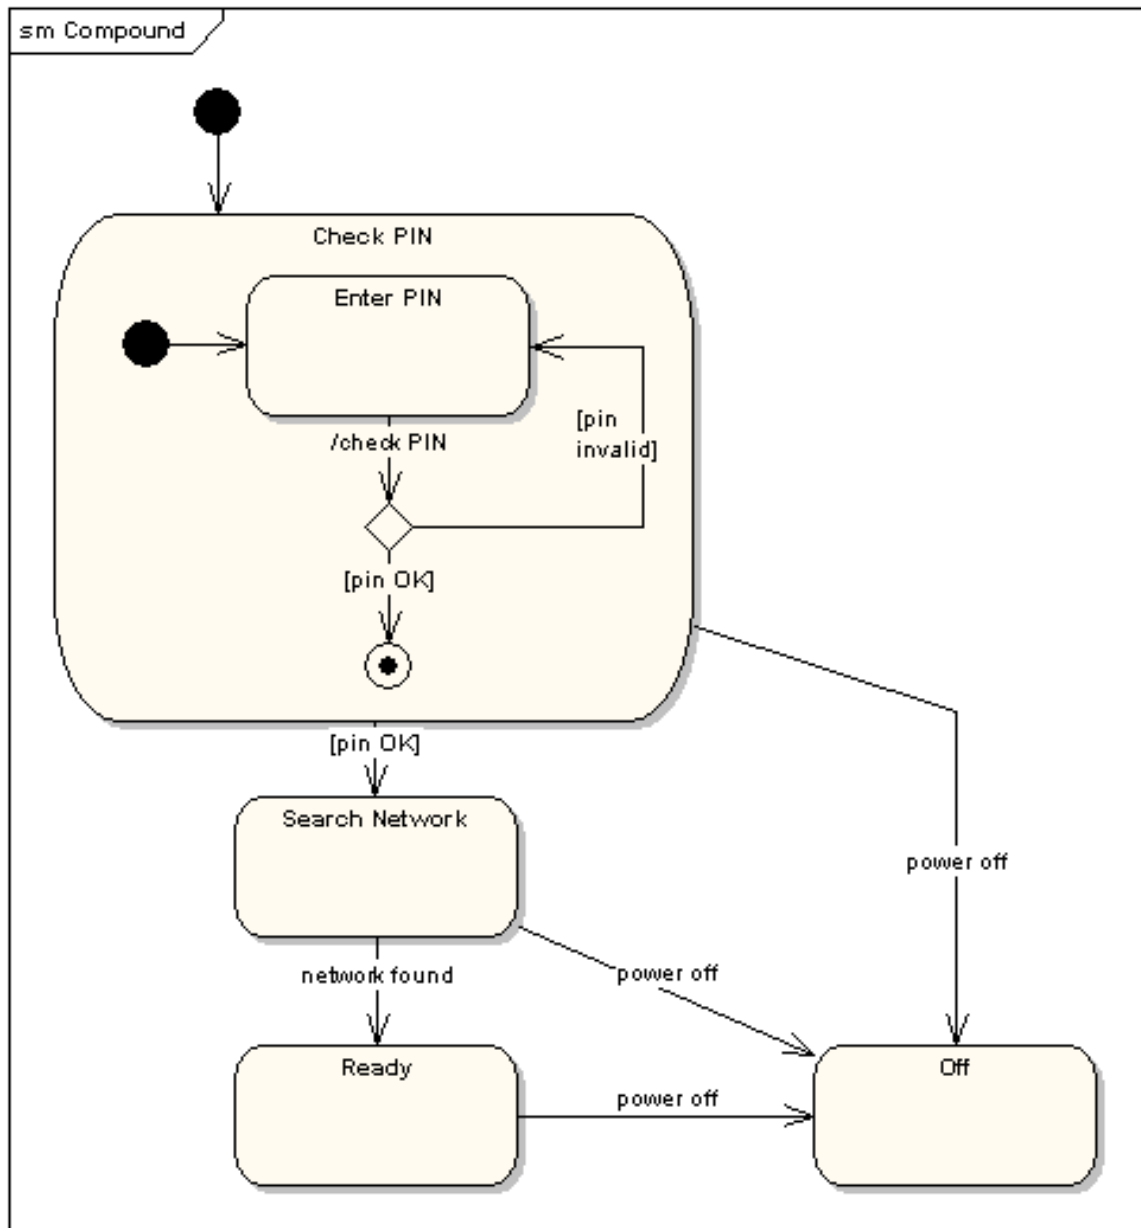 sm Compound
Check PIN
Enter PIN
/check PIN
[pin
invalid]
[pin OK]
[pin OK]
Search Network
power off
network found
power off
Ready
Off
power off